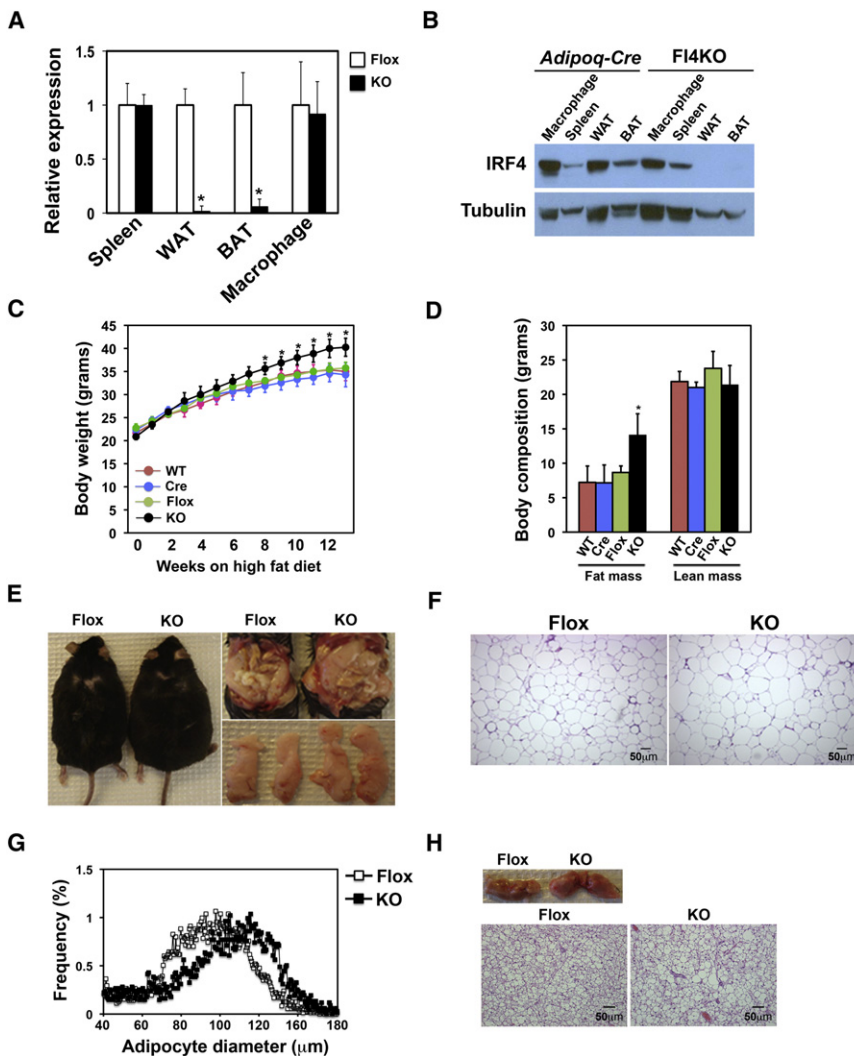 A
Relative expression
1.5
1
0.5
0
Flox
KO
*
*
Spleen
WAT
BAT
Macrophage
B
Adipoq-Cre
FI4KO
Macrophage
Spleen
WAT
BAT
Macrophage
Spleen
WAT
BAT
IRF4
Tubulin
C
Body weight (grams)
45
40
35
30
25
20
15
10
5
0
* * * * * *
WT
Cre
Flox
KO
0 2 4 6 8 10 12
Weeks on high fat diet
D
Body composition (grams)
30
25
20
15
10
5
0
*
WT Cre Flox KO WT Cre Flox KO
Fat mass Lean mass
E
Flox KO Flox KO
F
Flox KO
50μm 50μm
G
Frequency (%)
1.5
1
0.5
0
Flox
KO
40 60 80 100 120 140 160 180
Adipocyte diameter (μm)
H
Flox KO
Flox KO
50μm 50μm